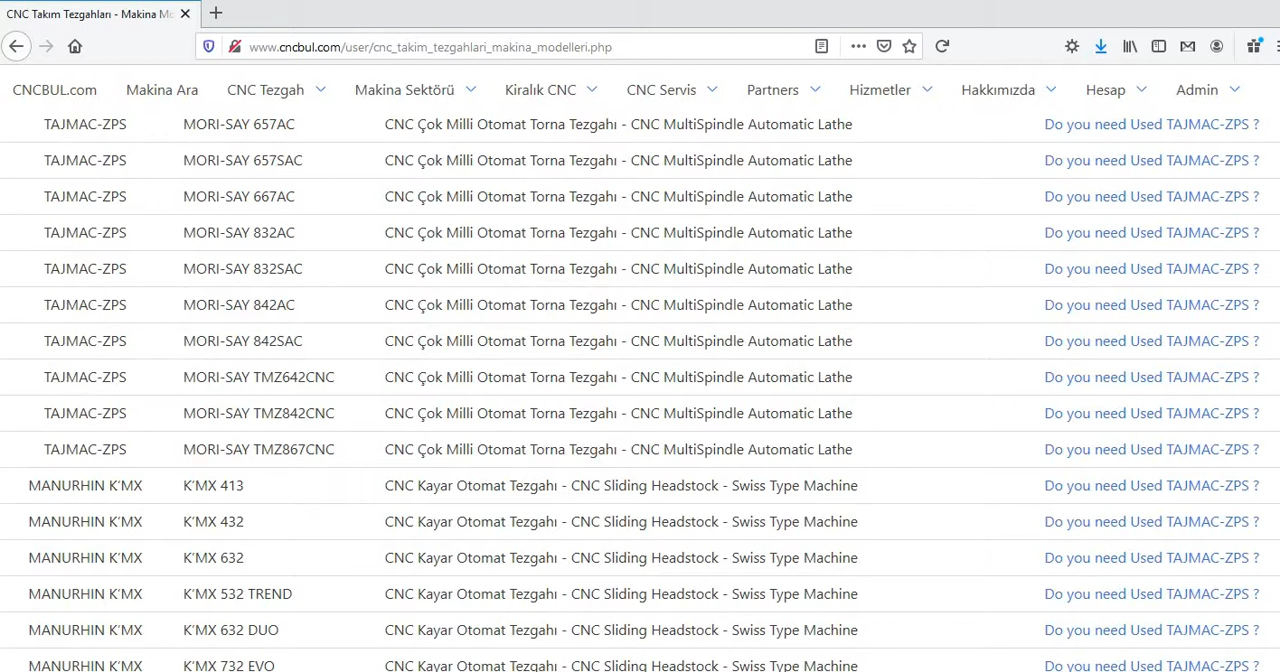 CNC Takım Tezgahları - Makina Mo
www.cncbul.com/user/cnc_takim_tezgahlari_makina_modelleri.php
CNCBUL.com Makina Ara CNC Tezgah Makina Sektörü Kiralık CNC CNC Servis Partners Hizmetler Hakkımızda Hesap Admin
TAJMAC-ZPS MORI-SAY 657AC CNC Çok Milli Otomat Torna Tezgahı - CNC MultiSpindle Automatic Lathe Do you need Used TAJMAC-ZPS ?
TAJMAC-ZPS MORI-SAY 657SAC CNC Çok Milli Otomat Torna Tezgahı - CNC MultiSpindle Automatic Lathe Do you need Used TAJMAC-ZPS ?
TAJMAC-ZPS MORI-SAY 667AC CNC Çok Milli Otomat Torna Tezgahı - CNC MultiSpindle Automatic Lathe Do you need Used TAJMAC-ZPS ?
TAJMAC-ZPS MORI-SAY 832AC CNC Çok Milli Otomat Torna Tezgahı - CNC MultiSpindle Automatic Lathe Do you need Used TAJMAC-ZPS ?
TAJMAC-ZPS MORI-SAY 832SAC CNC Çok Milli Otomat Torna Tezgahı - CNC MultiSpindle Automatic Lathe Do you need Used TAJMAC-ZPS ?
TAJMAC-ZPS MORI-SAY 842AC CNC Çok Milli Otomat Torna Tezgahı - CNC MultiSpindle Automatic Lathe Do you need Used TAJMAC-ZPS ?
TAJMAC-ZPS MORI-SAY 842SAC CNC Çok Milli Otomat Torna Tezgahı - CNC MultiSpindle Automatic Lathe Do you need Used TAJMAC-ZPS ?
TAJMAC-ZPS MORI-SAY TMZ642CNC CNC Çok Milli Otomat Torna Tezgahı - CNC MultiSpindle Automatic Lathe Do you need Used TAJMAC-ZPS ?
TAJMAC-ZPS MORI-SAY TMZ842CNC CNC Çok Milli Otomat Torna Tezgahı - CNC MultiSpindle Automatic Lathe Do you need Used TAJMAC-ZPS ?
TAJMAC-ZPS MORI-SAY TMZ867CNC CNC Çok Milli Otomat Torna Tezgahı - CNC MultiSpindle Automatic Lathe Do you need Used TAJMAC-ZPS ?
MANURHIN K’MX K’MX 413 CNC Kayar Otomat Tezgahı - CNC Sliding Headstock - Swiss Type Machine Do you need Used TAJMAC-ZPS ?
MANURHIN K’MX K’MX 432 CNC Kayar Otomat Tezgahı - CNC Sliding Headstock - Swiss Type Machine Do you need Used TAJMAC-ZPS ?
MANURHIN K’MX K’MX 632 CNC Kayar Otomat Tezgahı - CNC Sliding Headstock - Swiss Type Machine Do you need Used TAJMAC-ZPS ?
MANURHIN K’MX K’MX 532 TREND CNC Kayar Otomat Tezgahı - CNC Sliding Headstock - Swiss Type Machine Do you need Used TAJMAC-ZPS ?
MANURHIN K’MX K’MX 632 DUO CNC Kayar Otomat Tezgahı - CNC Sliding Headstock - Swiss Type Machine Do you need Used TAJMAC-ZPS ?
MANURHIN K’MX K’MX 732 EVO CNC Kayar Otomat Tezgahı - CNC Sliding Headstock - Swiss Type Machine Do you need Used TAJMAC-ZPS ?